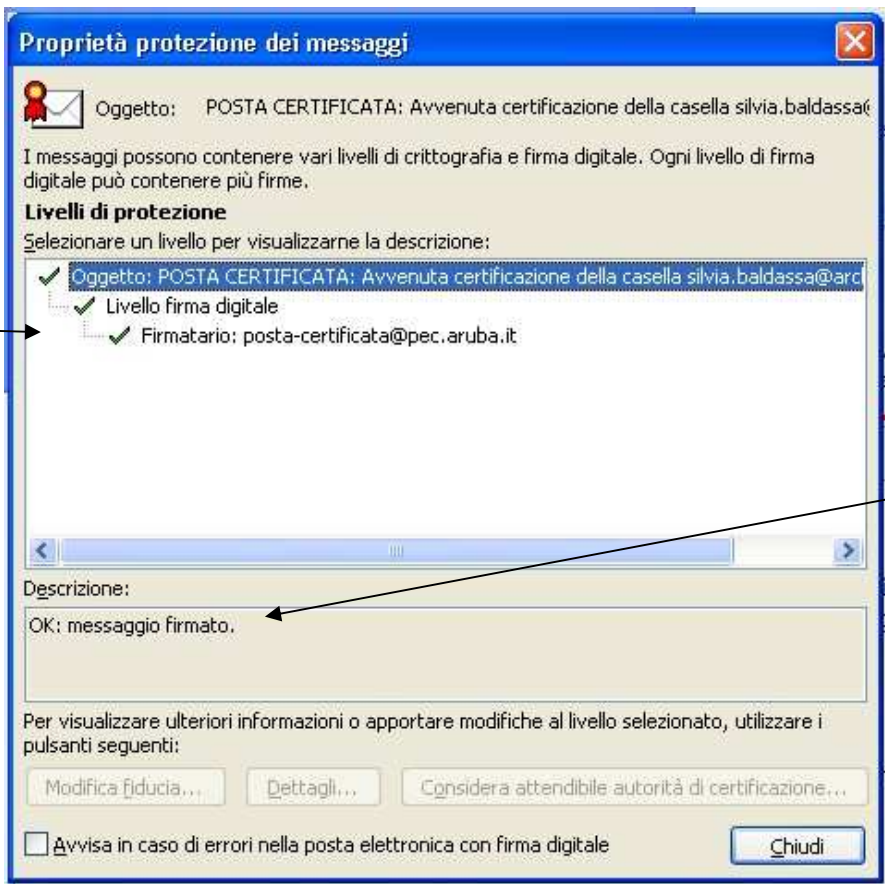 Proprietà protezione dei messaggi
Oggetto: POSTA CERTIFICATA: Avvenuta certificazione della casella silvia.baldassa
I messaggi possono contenere vari livelli di crittografia e firma digitale. Ogni livello di firma
digitale può contenere più firme.
Livelli di protezione
Selezionare un livello per visualizzarne la descrizione:
Oggetto: POSTA CERTIFICATA: Avvenuta certificazione della casella silvia.baldassa@arc
Livello firma digitale
Firmatario: posta-certificata@pec.aruba.it
Descrizione:
OK: messaggio firmato.
Per visualizzare ulteriori informazioni o apportare modifiche al livello selezionato, utilizzare i
pulsanti seguenti:
Modifica fiducia... Dettagli... Considera attendibile autorità di certificazione...
Avvisa in caso di errori nella posta elettronica con firma digitale Chiudi